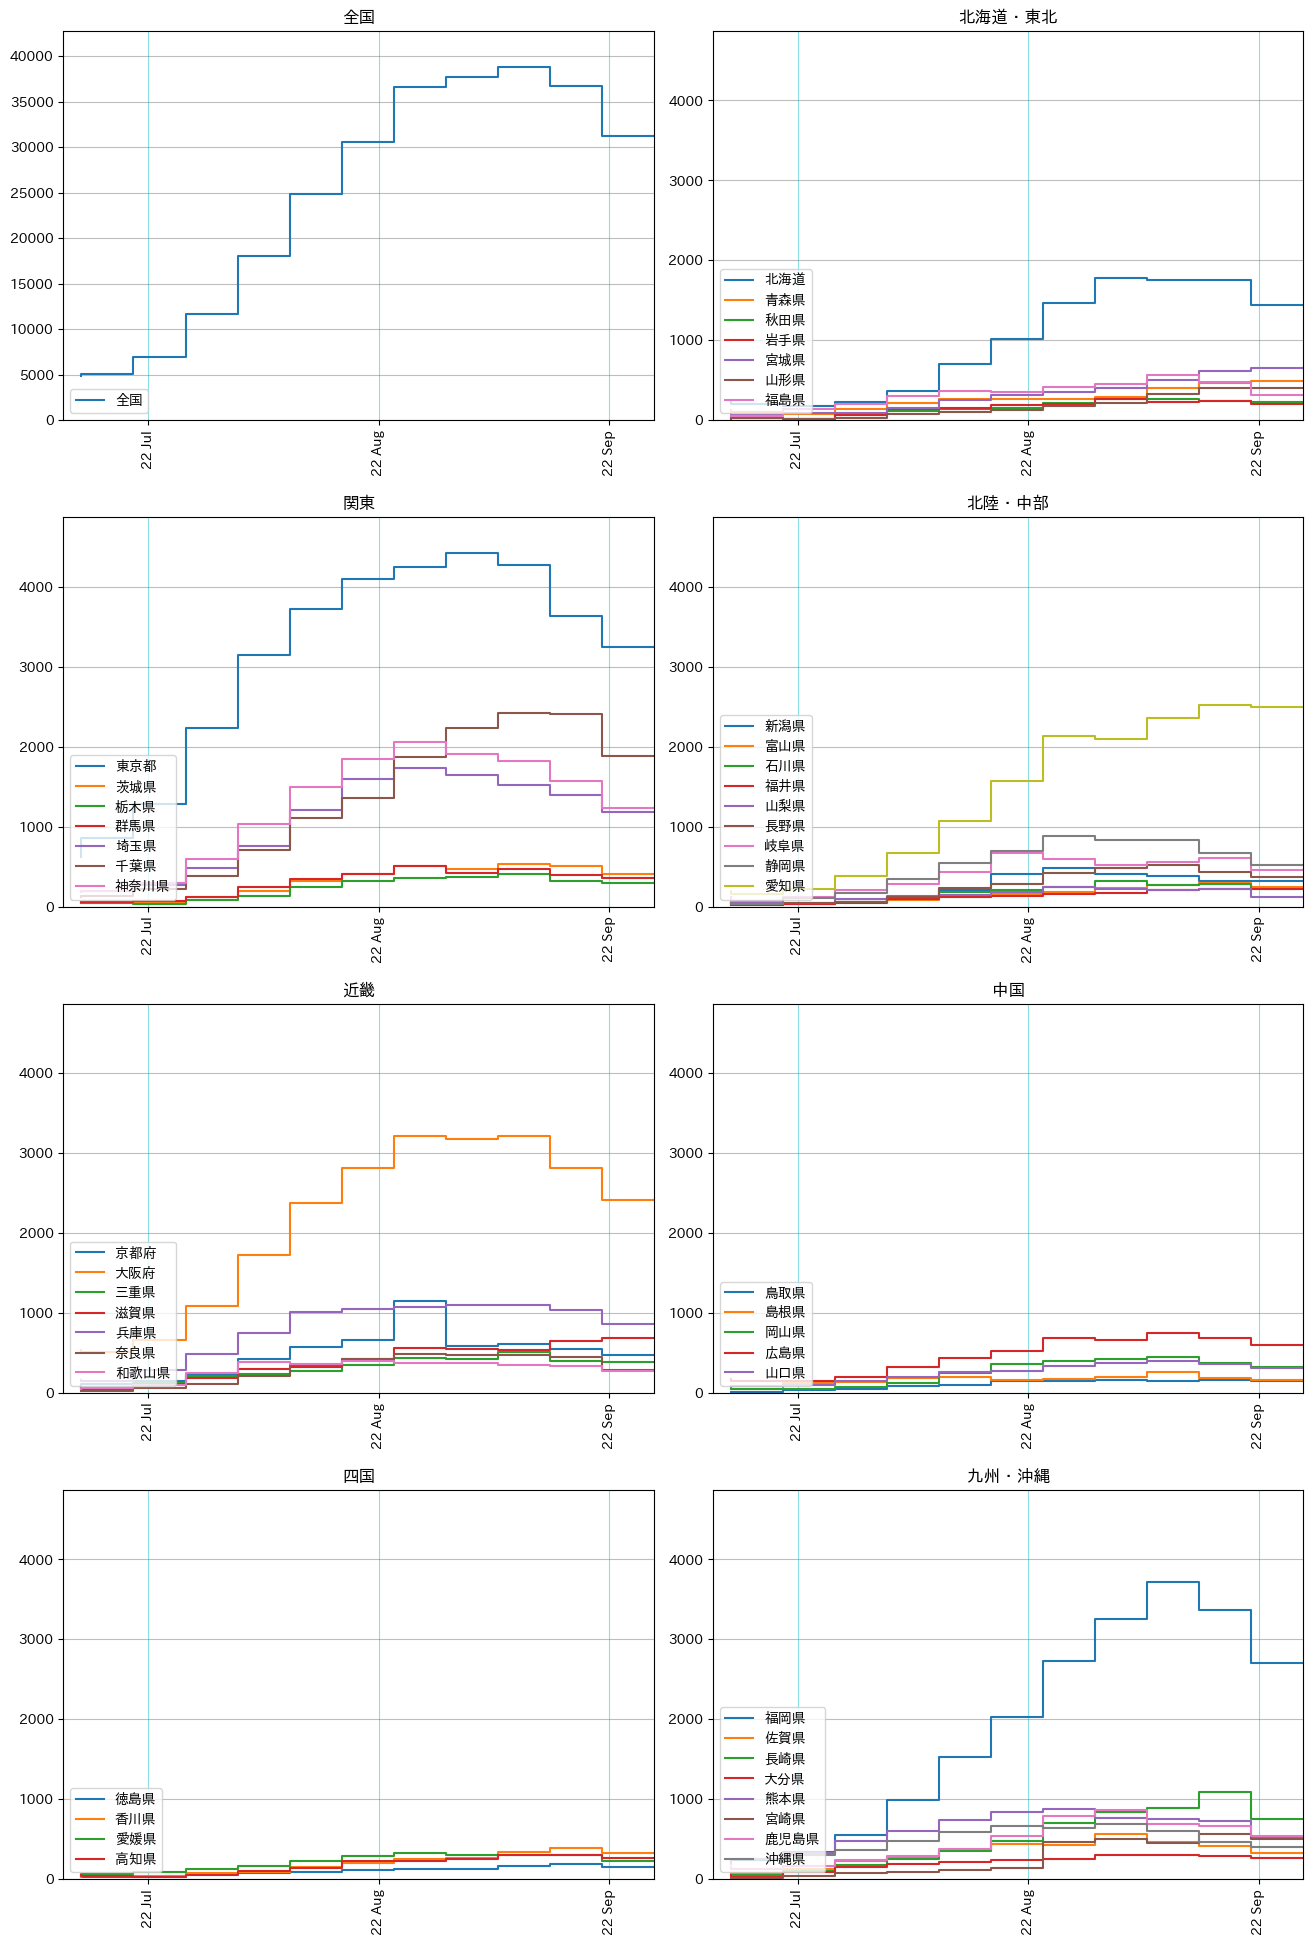 全国
40000
35000
30000
25000
20000
15000
10000
5000
0
全国
22 Jul
22 Aug
22 Sep
北海道・東北
4000
3000
2000
1000
0
北海道
青森県
秋田県
岩手県
宮城県
山形県
福島県
22 Jul
22 Aug
22 Sep
関東
4000
3000
2000
1000
0
東京都
茨城県
栃木県
群馬県
埼玉県
千葉県
神奈川県
22 Jul
22 Aug
22 Sep
北陸・中部
4000
3000
2000
1000
0
新潟県
富山県
石川県
福井県
山梨県
長野県
岐阜県
静岡県
愛知県
22 Jul
22 Aug
22 Sep
近畿
4000
3000
2000
1000
0
京都府
大阪府
三重県
滋賀県
兵庫県
奈良県
和歌山県
22 Jul
22 Aug
22 Sep
中国
4000
3000
2000
1000
0
鳥取県
島根県
岡山県
広島県
山口県
22 Jul
22 Aug
22 Sep
四国
4000
3000
2000
1000
0
徳島県
香川県
愛媛県
高知県
22 Jul
22 Aug
22 Sep
九州・沖縄
4000
3000
2000
1000
0
福岡県
佐賀県
長崎県
大分県
熊本県
宮崎県
鹿児島県
沖縄県
22 Jul
22 Aug
22 Sep